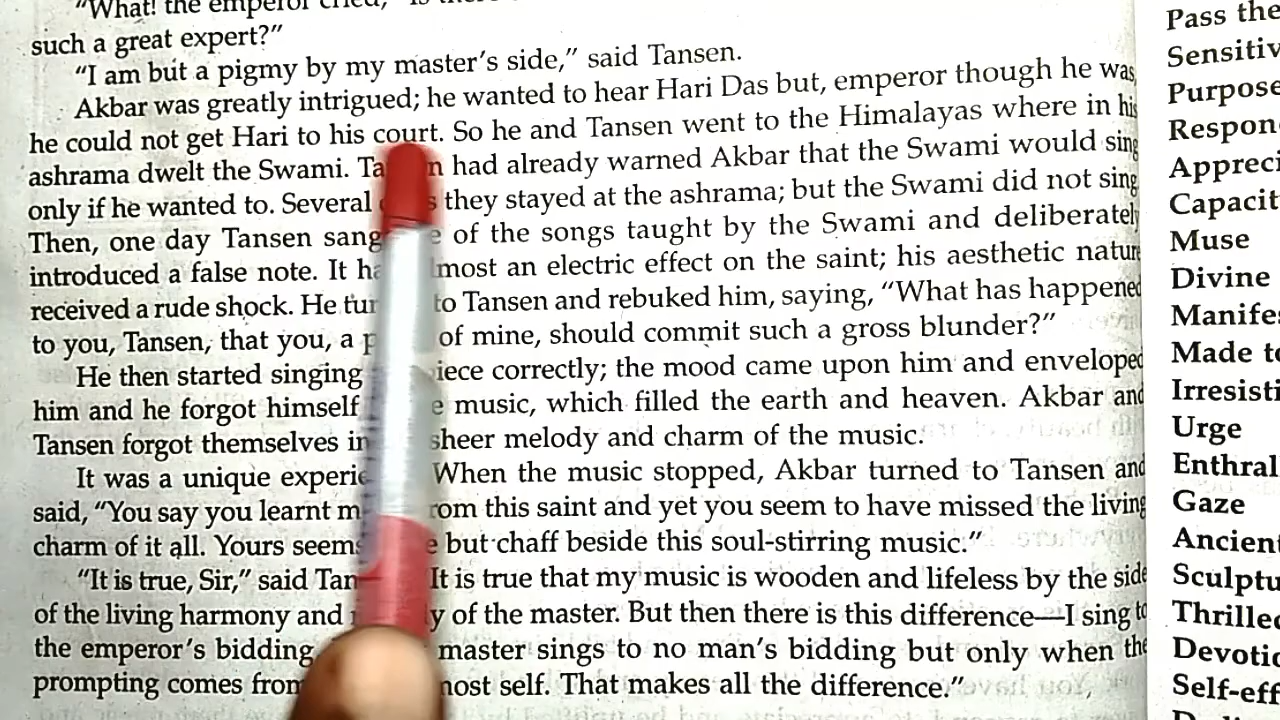 "What! the emperor cried,
such a great expert?"
"I am but a pigmy by my master's side," said Tansen.
Akbar was greatly intrigued; he wanted to hear Hari Das but, emperor though he was,
he could not get Hari to his court. So he and Tansen went to the Himalayas where in his
ashrama dwelt the Swami. had already warned Akbar that the Swami would sing
only if he wanted to. Several they stayed at the ashrama; but the Swami did not sing.
Then, one day Tansen sang of the songs taught by the Swami and deliberately
introduced a false note. It most an electric effect on the saint; his aesthetic nature
received a rude shock. He to Tansen and rebuked him, saying, "What has happened
to you, Tansen, that you, a of mine, should commit such a gross blunder?"
He then started singing iece correctly; the mood came upon him and enveloped
him and he forgot himself music, which filled the earth and heaven. Akbar and
Tansen forgot themselves in sheer melody and charm of the music.
It was a unique When the music stopped, Akbar turned to Tansen and
said, "You say you learnt rom this saint and yet you seem to have missed the living
charm of it all. Yours seems but chaff beside this soul-stirring music."
"It is true, Sir," said It is true that my music is wooden and lifeless by the side
of the living harmony and of the master. But then there is this difference—I sing to
the emperor's bidding master sings to no man's bidding but only when the
prompting comes from most self. That makes all the difference."
Pass the
Sensitiv
Purpose
Respon
Appreci
Capacit
Muse
Divine
Manifes
Made to
Irresisti
Urge
Enthral
Gaze
Ancient
Sculptu
Thrilled
Devotio
Self-eff